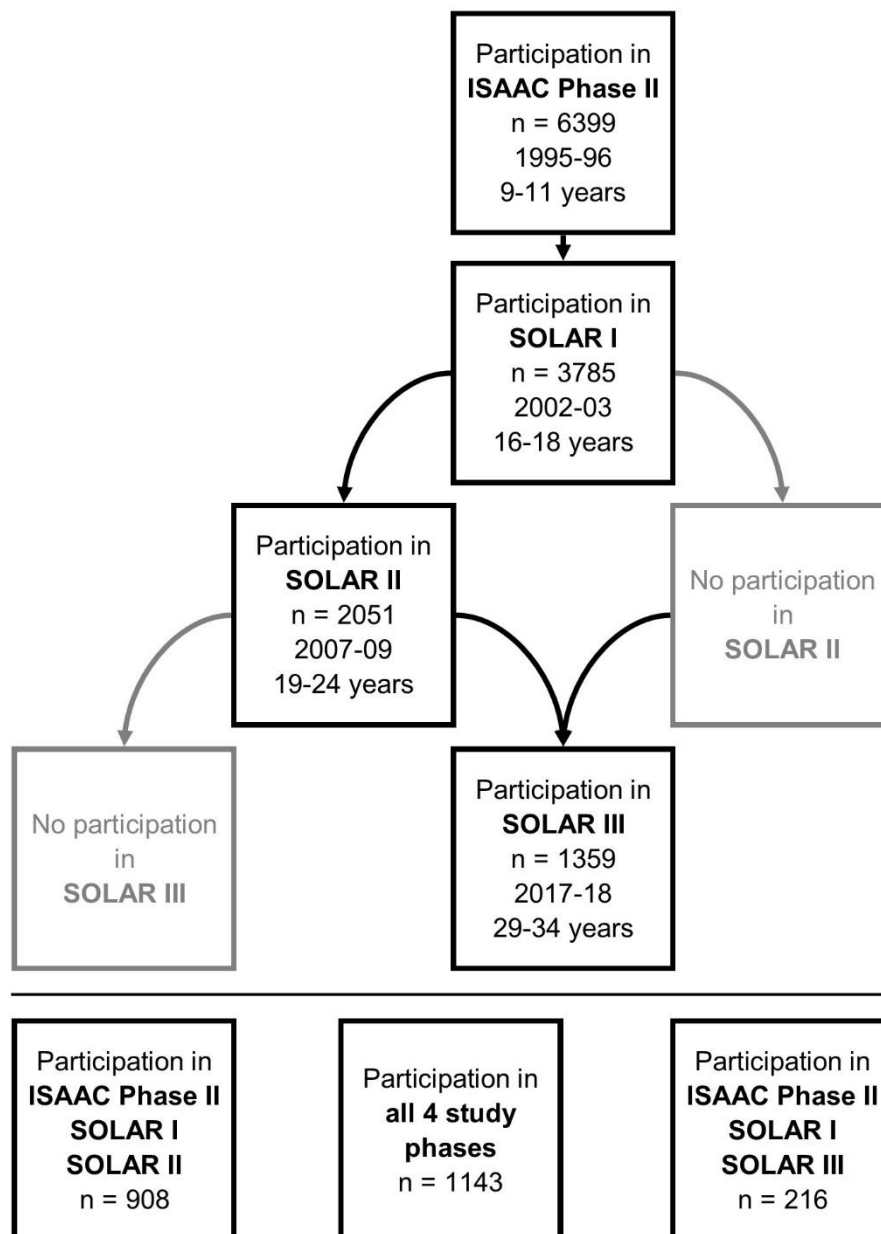 Participation in
ISAAC Phase II
n = 6399
1995-96
9-11 years
Participation in
SOLAR I
n = 3785
2002-03
16-18 years
Participation in
SOLAR II
n = 2051
2007-09
19-24 years
No participation
in
SOLAR II
No participation
in
SOLAR III
Participation in
SOLAR III
n = 1359
2017-18
29-34 years
Participation in
ISAAC Phase II
SOLAR I
SOLAR II
n = 908
Participation in
all 4 study
phases
n = 1143
Participation in
ISAAC Phase II
SOLAR I
SOLAR III
n = 216